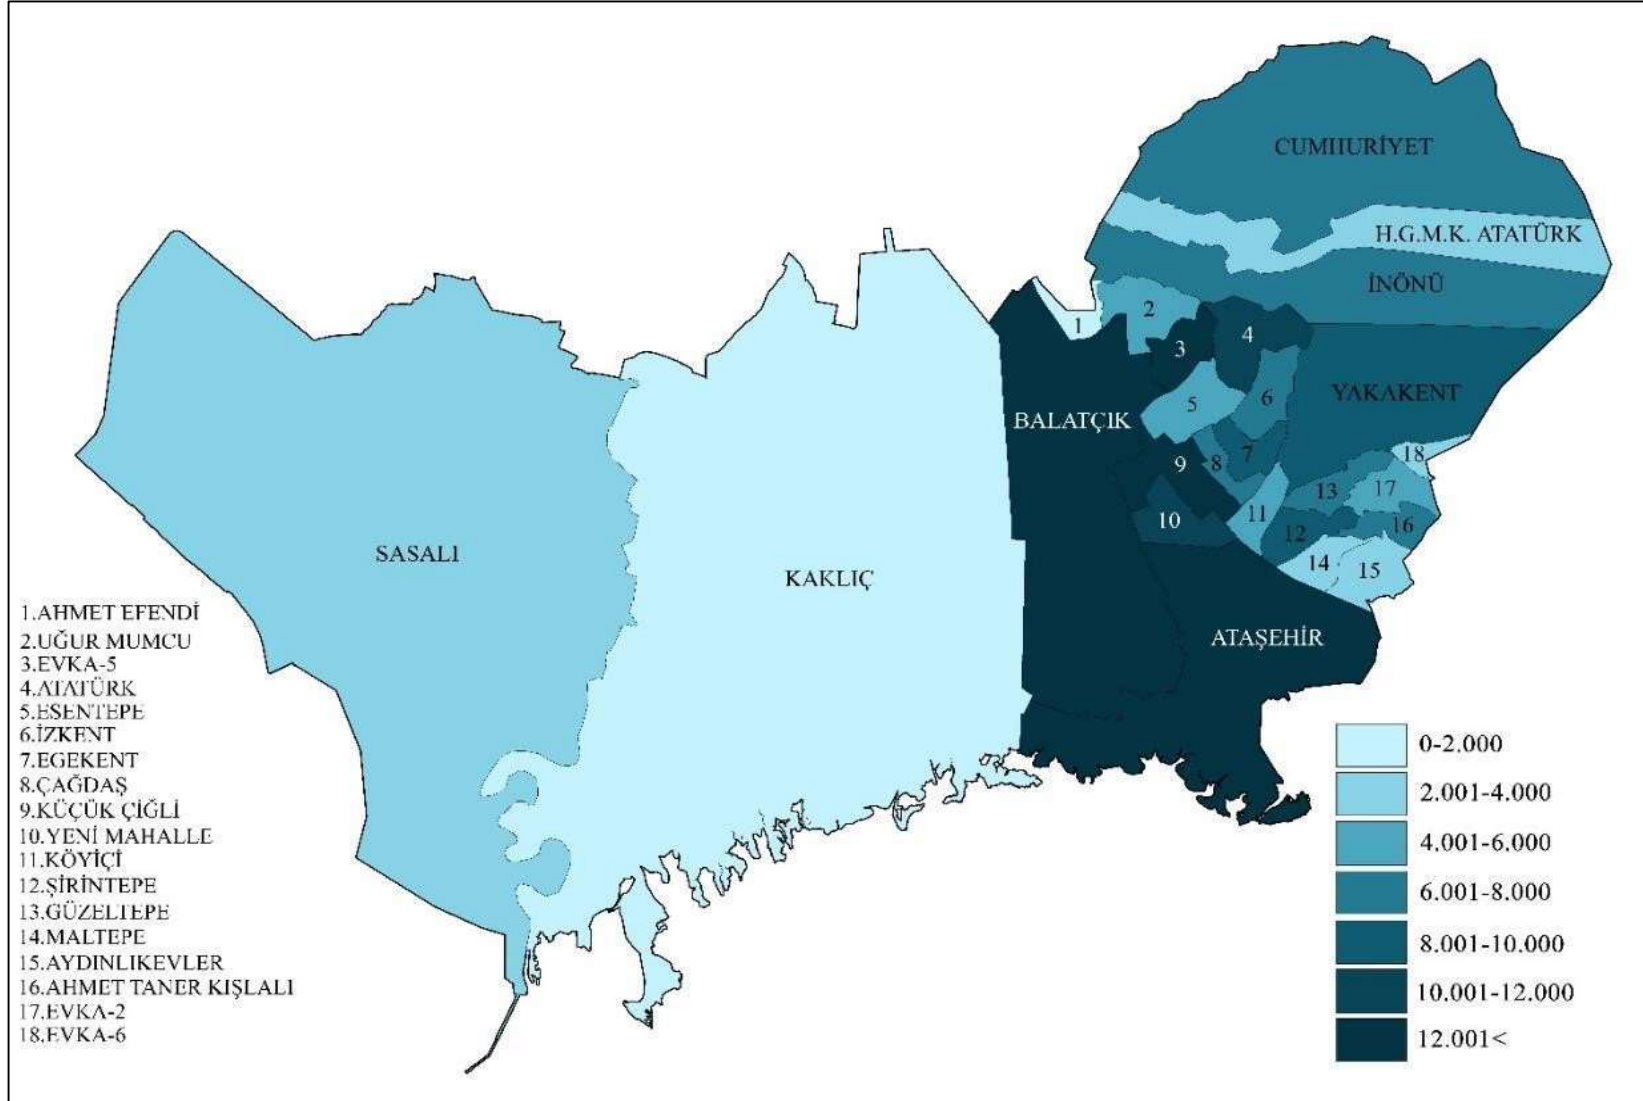 CUMHURİYET
H.G.M.K. ATATÜRK
İNÖNÜ
1
2
3
4
YAKAKENT
5
6
BALATÇIK
7
8
9
18
17
13
10
11
12
16
14
15
SASALI
KAKLIÇ
ATAŞEHİR
1.AHMET EFENDİ
2.UĞUR MUMCU
3.EVKA-5
4.ATATÜRK
5.ESENTEPE
6.İZKENT
7.EGEKENT
8.ÇAĞDAŞ
9.KÜÇÜK ÇİĞLİ
10.YENİ MAHALLE
11.KÖYİÇİ
12.ŞİRİNTEPE
13.GÜZELTEPE
14.MALTEPE
15.AYDINLIKEVLER
16.AHMET TANER KIŞLALI
17.EVKA-2
18.EVKA-6
0-2.000
2.001-4.000
4.001-6.000
6.001-8.000
8.001-10.000
10.001-12.000
12.001<